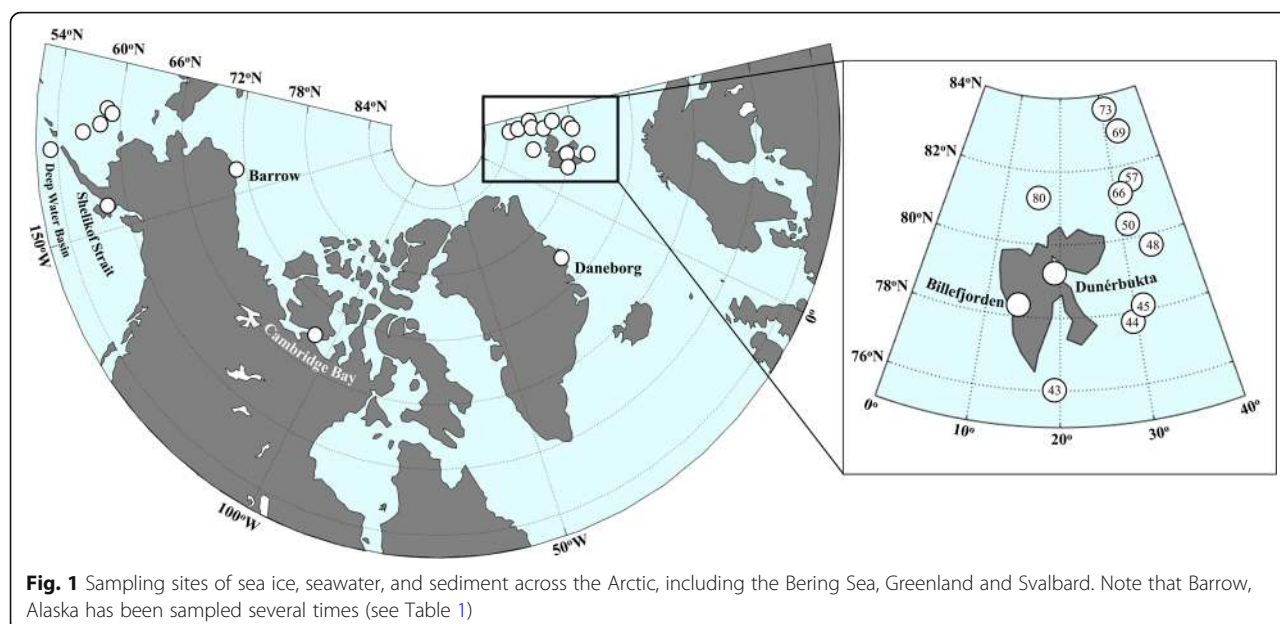 54°N
60°N
66°N
72°N
78°N
84°N
Barrow
Deep Water Basin
Shelikof Strait
150°W
Cambridge Bay
Daneborg
100°W
50°W
0°
84°N
82°N
80°N
78°N
76°N
0°
10°
20°
30°
40°
73
69
57
66
80
50
48
Dunérbukta
Billefjorden
45
44
43
Fig. 1 Sampling sites of sea ice, seawater, and sediment across the Arctic, including the Bering Sea, Greenland and Svalbard. Note that Barrow,
Alaska has been sampled several times (see Table 1)